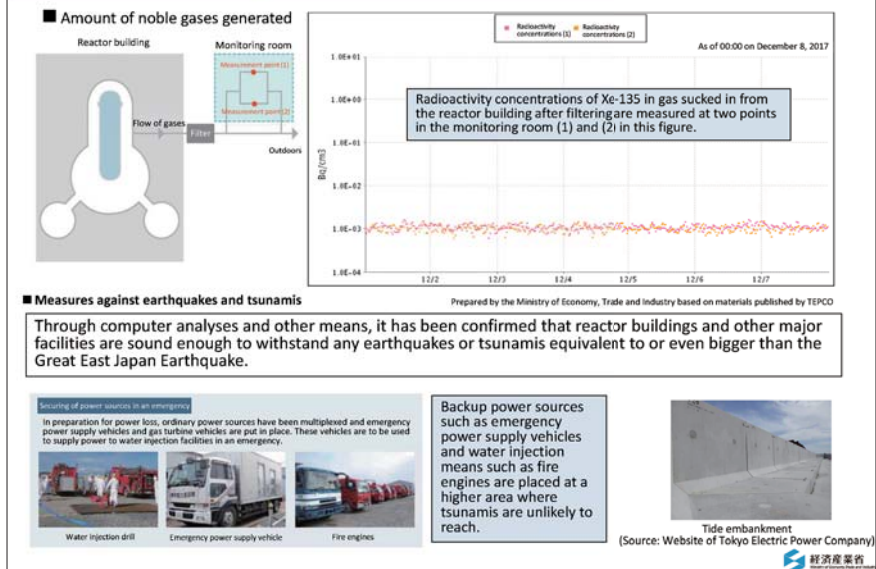 ■ Amount of noble gases generated
Reactor building
Monitoring room
Measurement point (1)
Measurement point (2)
Flow of gases
Filter
Outdoors
Radioactivity concentrations (1)
Radioactivity concentrations (2)
As of 00:00 on December 8, 2017
Bq/cm3
1.0E+01
1.0E+00
1.0E-01
1.0E-02
1.0E-03
1.0E-04
12/2 12/3 12/4 12/5 12/6 12/7
Radioactivity concentrations of Xe-135 in gas sucked in from
the reactor building after filtering are measured at two points
in the monitoring room (1) and (2) in this figure.
■ Measures against earthquakes and tsunamis
Prepared by the Ministry of Economy, Trade and Industry based on materials published by TEPCO
Through computer analyses and other means, it has been confirmed that reactor buildings and other major
facilities are sound enough to withstand any earthquakes or tsunamis equivalent to or even bigger than the
Great East Japan Earthquake.
Securing of power sources in an emergency
In preparation for power loss, ordinary power sources have been multiplexed and emergency
power supply vehicles and gas turbine vehicles are put in place. These vehicles are to be used
to supply power to water injection facilities in an emergency.
Water injection drill
Emergency power supply vehicle
Fire engines
Backup power sources
such as emergency
power supply vehicles
and water injection
means such as fire
engines are placed at a
higher area where
tsunamis are unlikely to
reach.
Tide embankment
(Source: Website of Tokyo Electric Power Company)
経済産業省